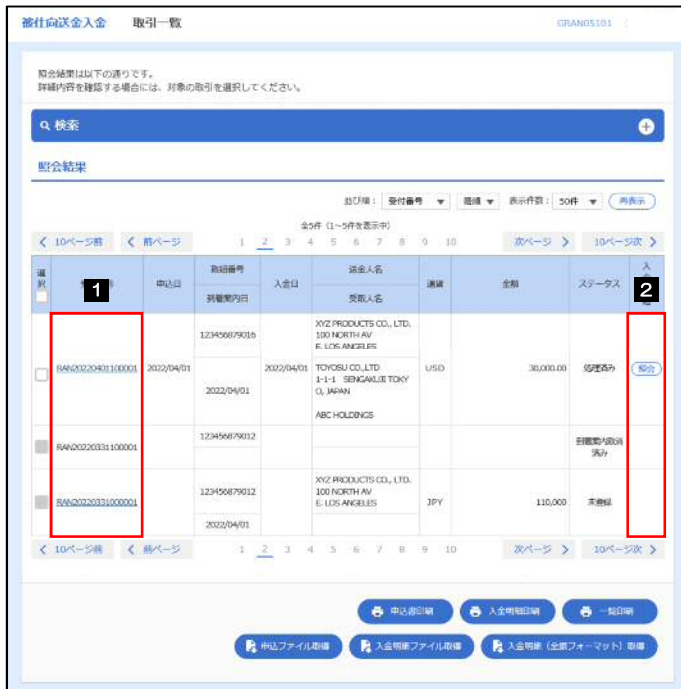 被仕向送金入金 取引一覧 GRAN05101
照会結果は以下の通りです。
詳細内容を確認する場合には、対象の取引を選択してください。
検索
照会結果
並び順： 受付番号 ▼ 降順 ▼ 表示件数： 50件 ▼ 再表示
全5件（1～5件を表示中）
10ページ前 前ページ 1 2 3 4 5 6 7 8 9 10 次ページ 10ページ次
選択 1 申込日 取組番号 入金日 送金人名 通貨 金額 ステータス 2
到着案内日 受取人名
123456879016 XYZ PRODUCTS CO., LTD.
100 NORTH AV
E. LOS ANGELES
RAN20220401100001 2022/04/01 2022/04/01 TOYOSU CO.,LTD USD 30,000.00 処理済み 照会
1-1-1 SENGAKUJI TOKY
2022/04/01 O, JAPAN
ABC HOLDINGS
RAN20220331100001 123456879012 到着案内取消済み
RAN20220331000001 123456879012 XYZ PRODUCTS CO., LTD. JPY 110,000 未登録
100 NORTH AV
E. LOS ANGELES
2022/04/01
10ページ前 前ページ 1 2 3 4 5 6 7 8 9 10 次ページ 10ページ次
申込書印刷 入金明細印刷 一覧印刷
申込ファイル取得 入金明細ファイル取得 入金明細（全銀フォーマット）取得